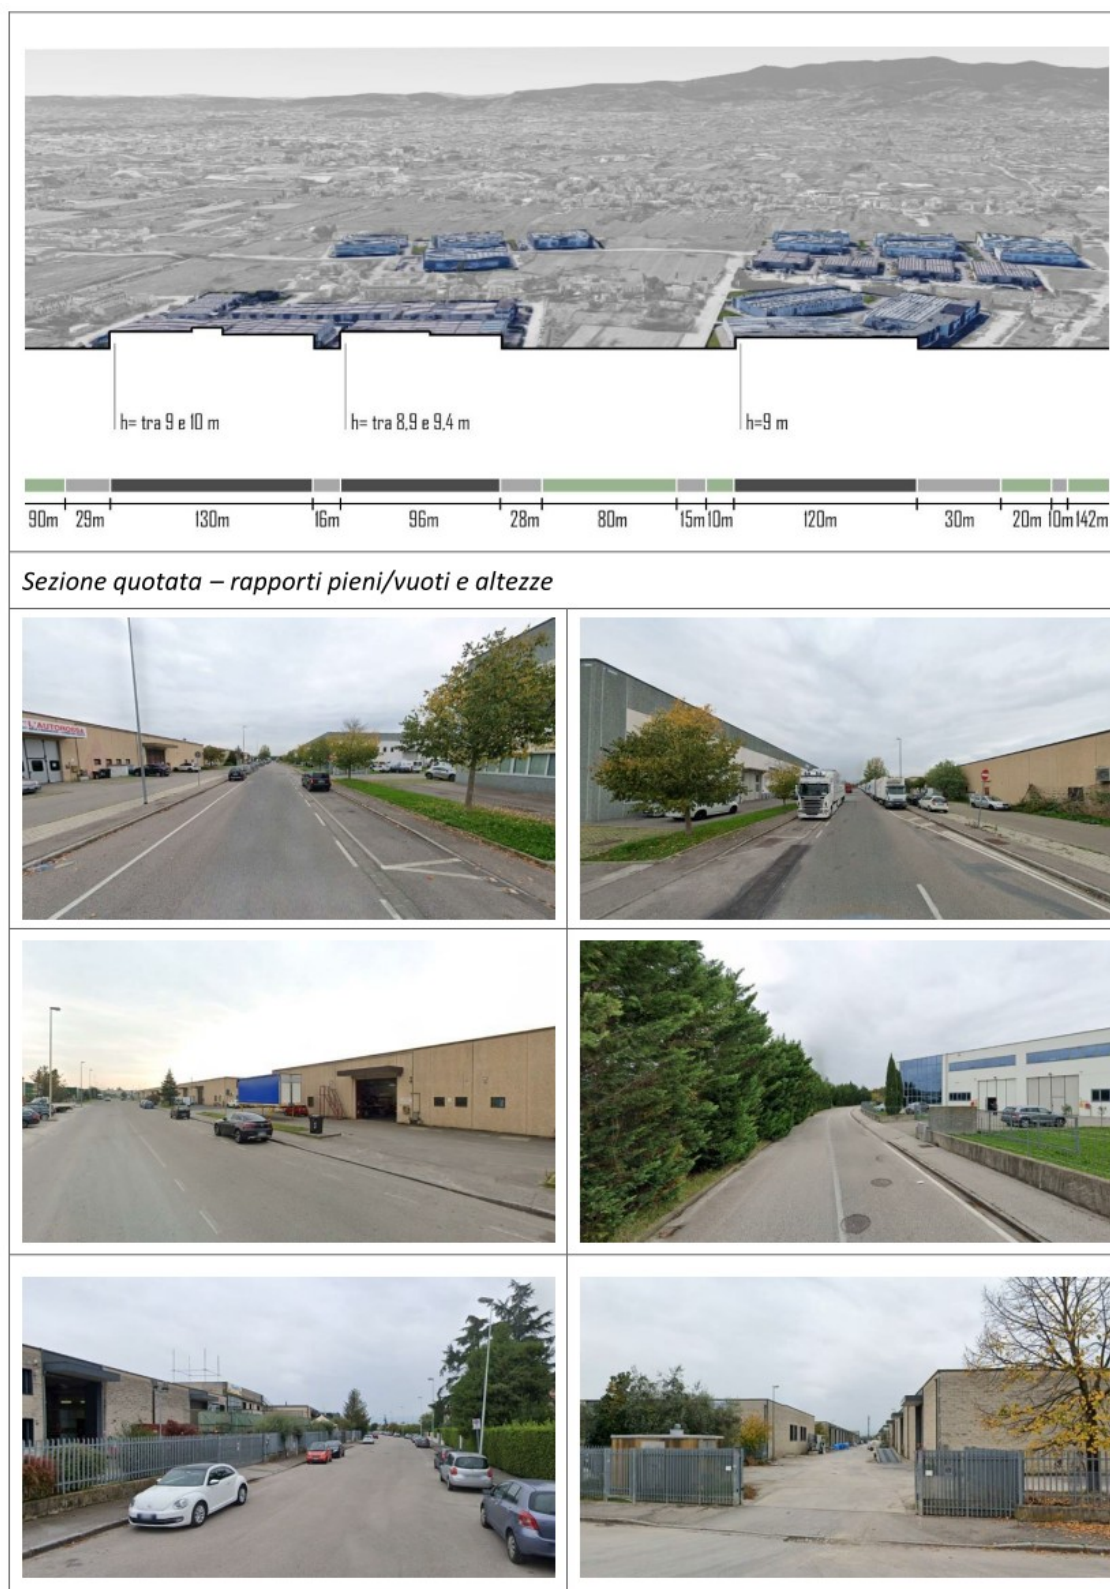 h= tra 9 e 10 m
h= tra 8,9 e 9,4 m
h=9 m
90m 29m 130m 16m 96m 28m 80m 15m 10m 120m 30m 20m 10m 142m
Sezione quotata – rapporti pieni/vuoti e altezze
L'AUTOROSSA